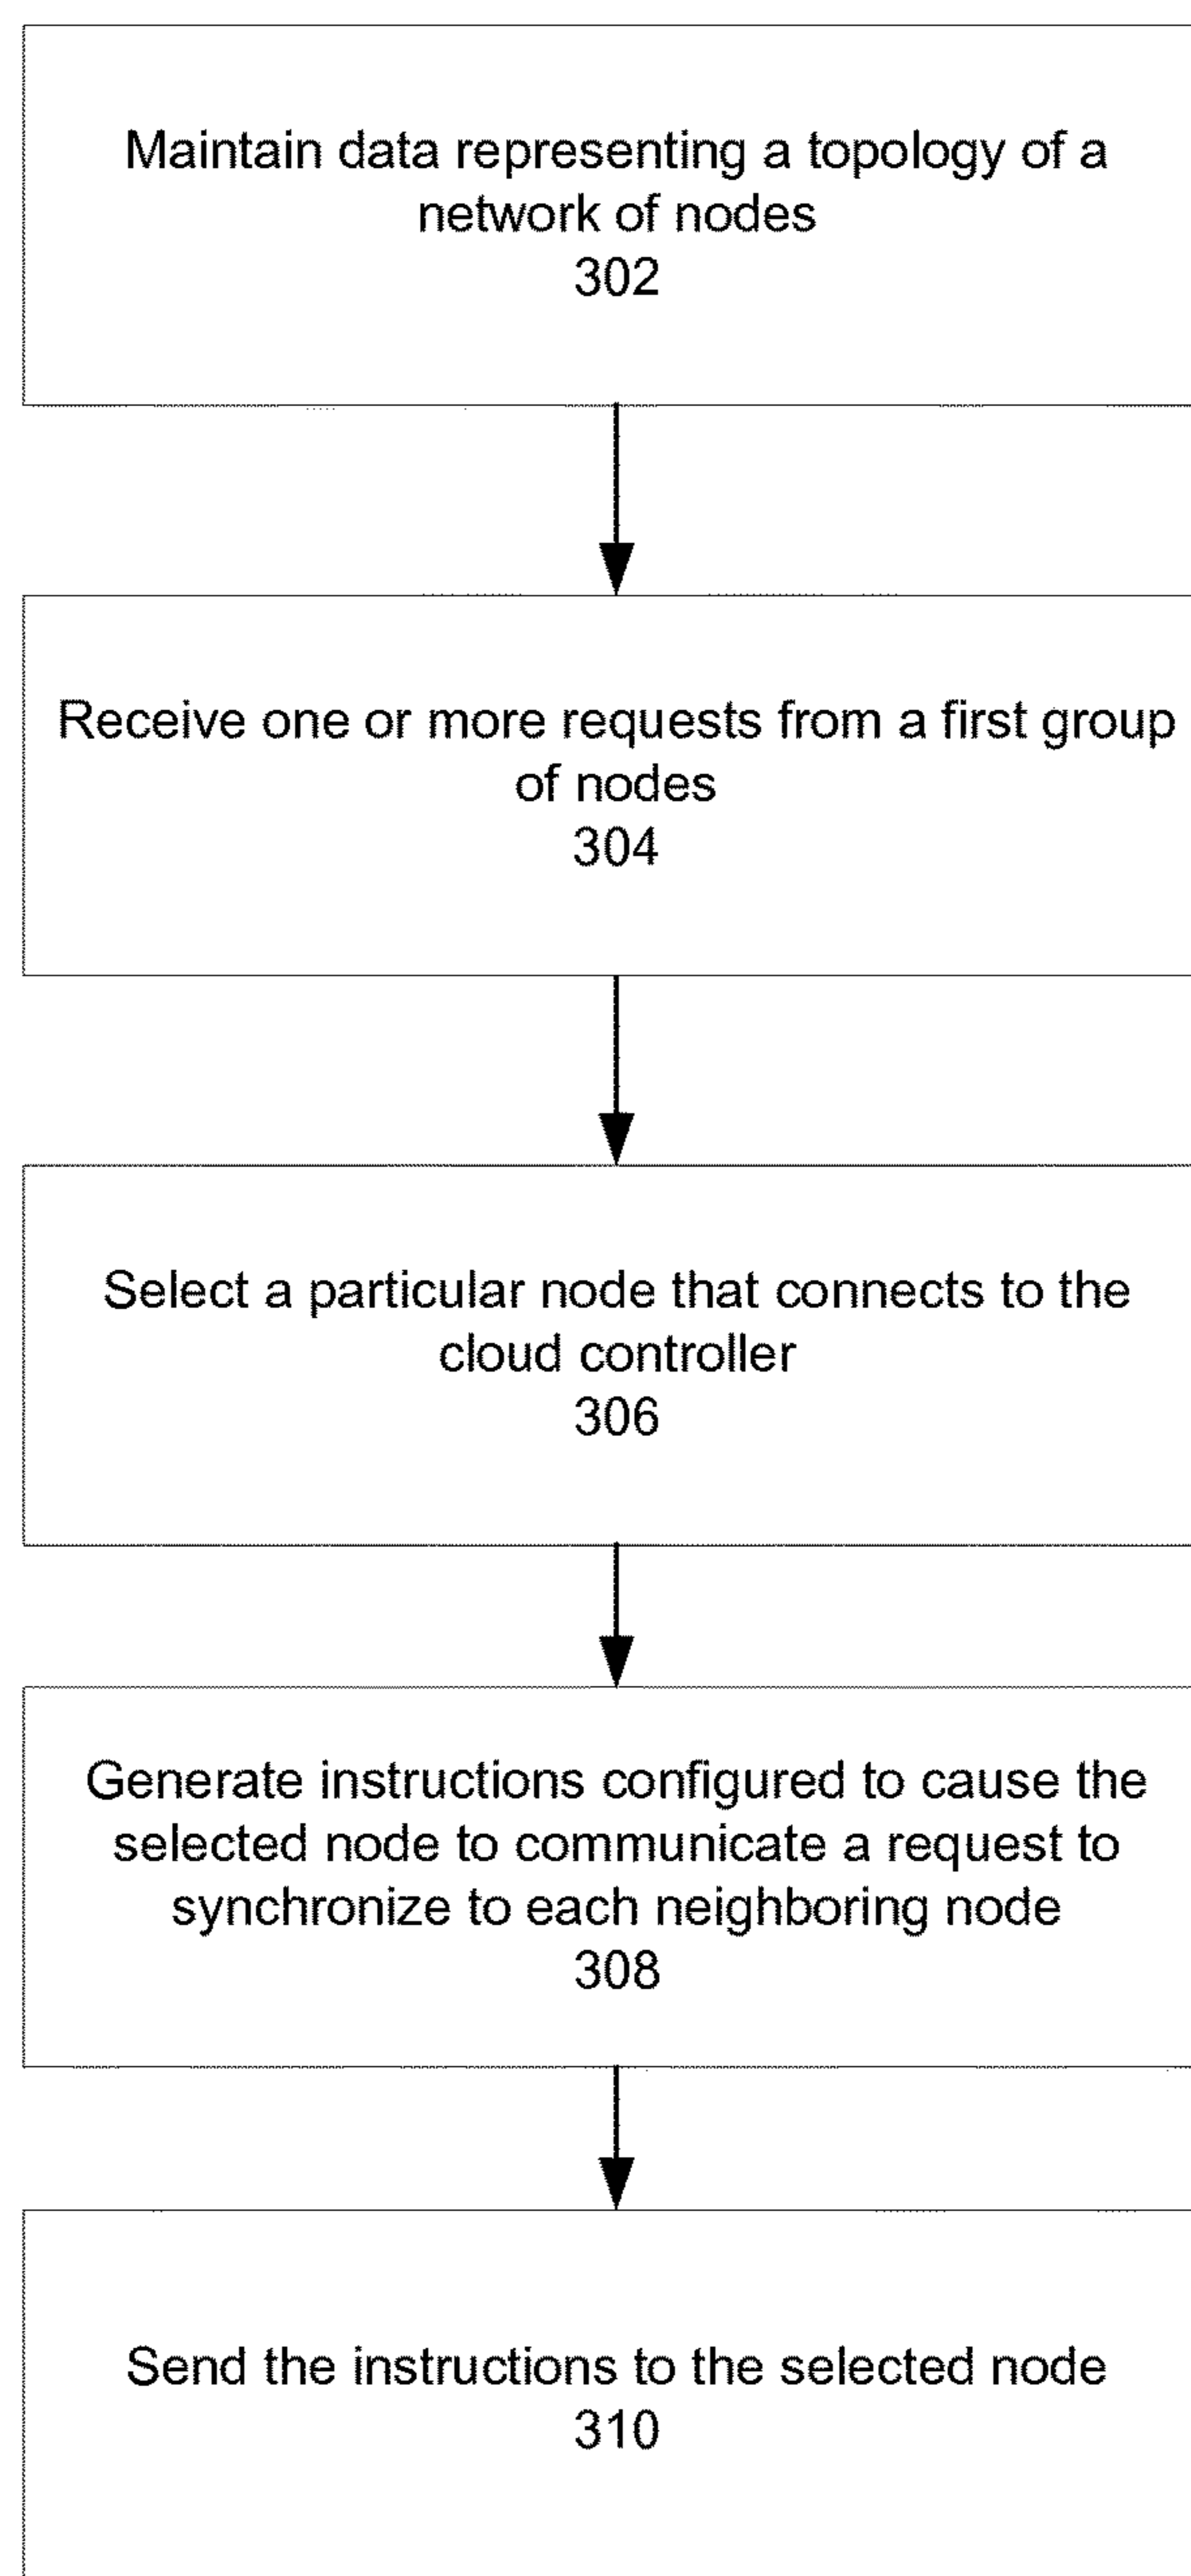 Maintain data representing a topology of a
network of nodes
302
Receive one or more requests from a first group
of nodes
304
Select a particular node that connects to the
cloud controller
306
Generate instructions configured to cause the
selected node to communicate a request to
synchronize to each neighboring node
308
Send the instructions to the selected node
310